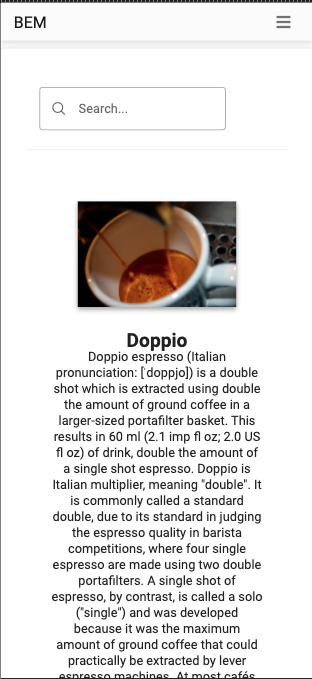 BEM
Search...
Doppio
Doppio espresso (Italian
pronunciation: [ˈdoppjo]) is a double
shot which is extracted using double
the amount of ground coffee in a
larger-sized portafilter basket. This
results in 60 ml (2.1 imp fl oz; 2.0 US
fl oz) of drink, double the amount of
a single shot espresso. Doppio is
Italian multiplier, meaning "double". It
is commonly called a standard
double, due to its standard in judging
the espresso quality in barista
competitions, where four single
espresso are made using two double
portafilters. A single shot of
espresso, by contrast, is called a solo
("single") and was developed
because it was the maximum
amount of ground coffee that could
practically be extracted by lever
espresso machines. At most cafés